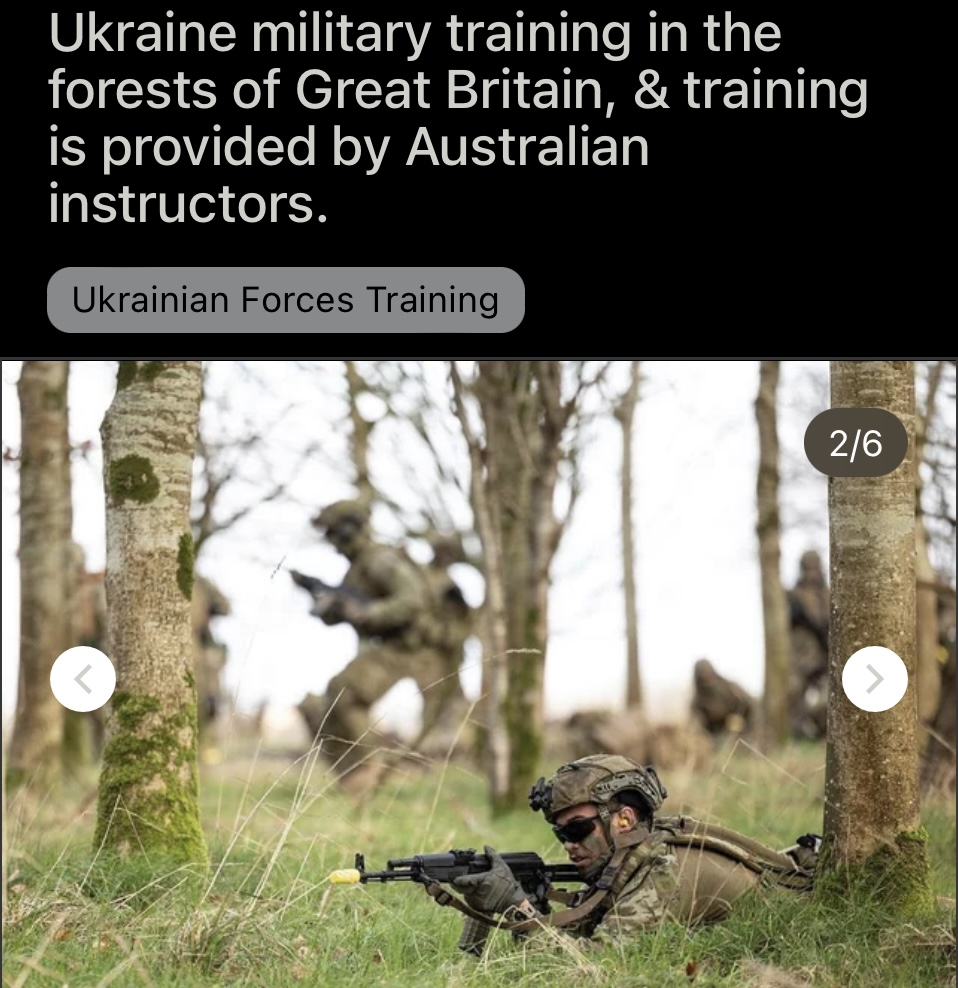 Ukraine military training in the
forests of Great Britain, & training
is provided by Australian
instructors.
Ukrainian Forces Training
2/6